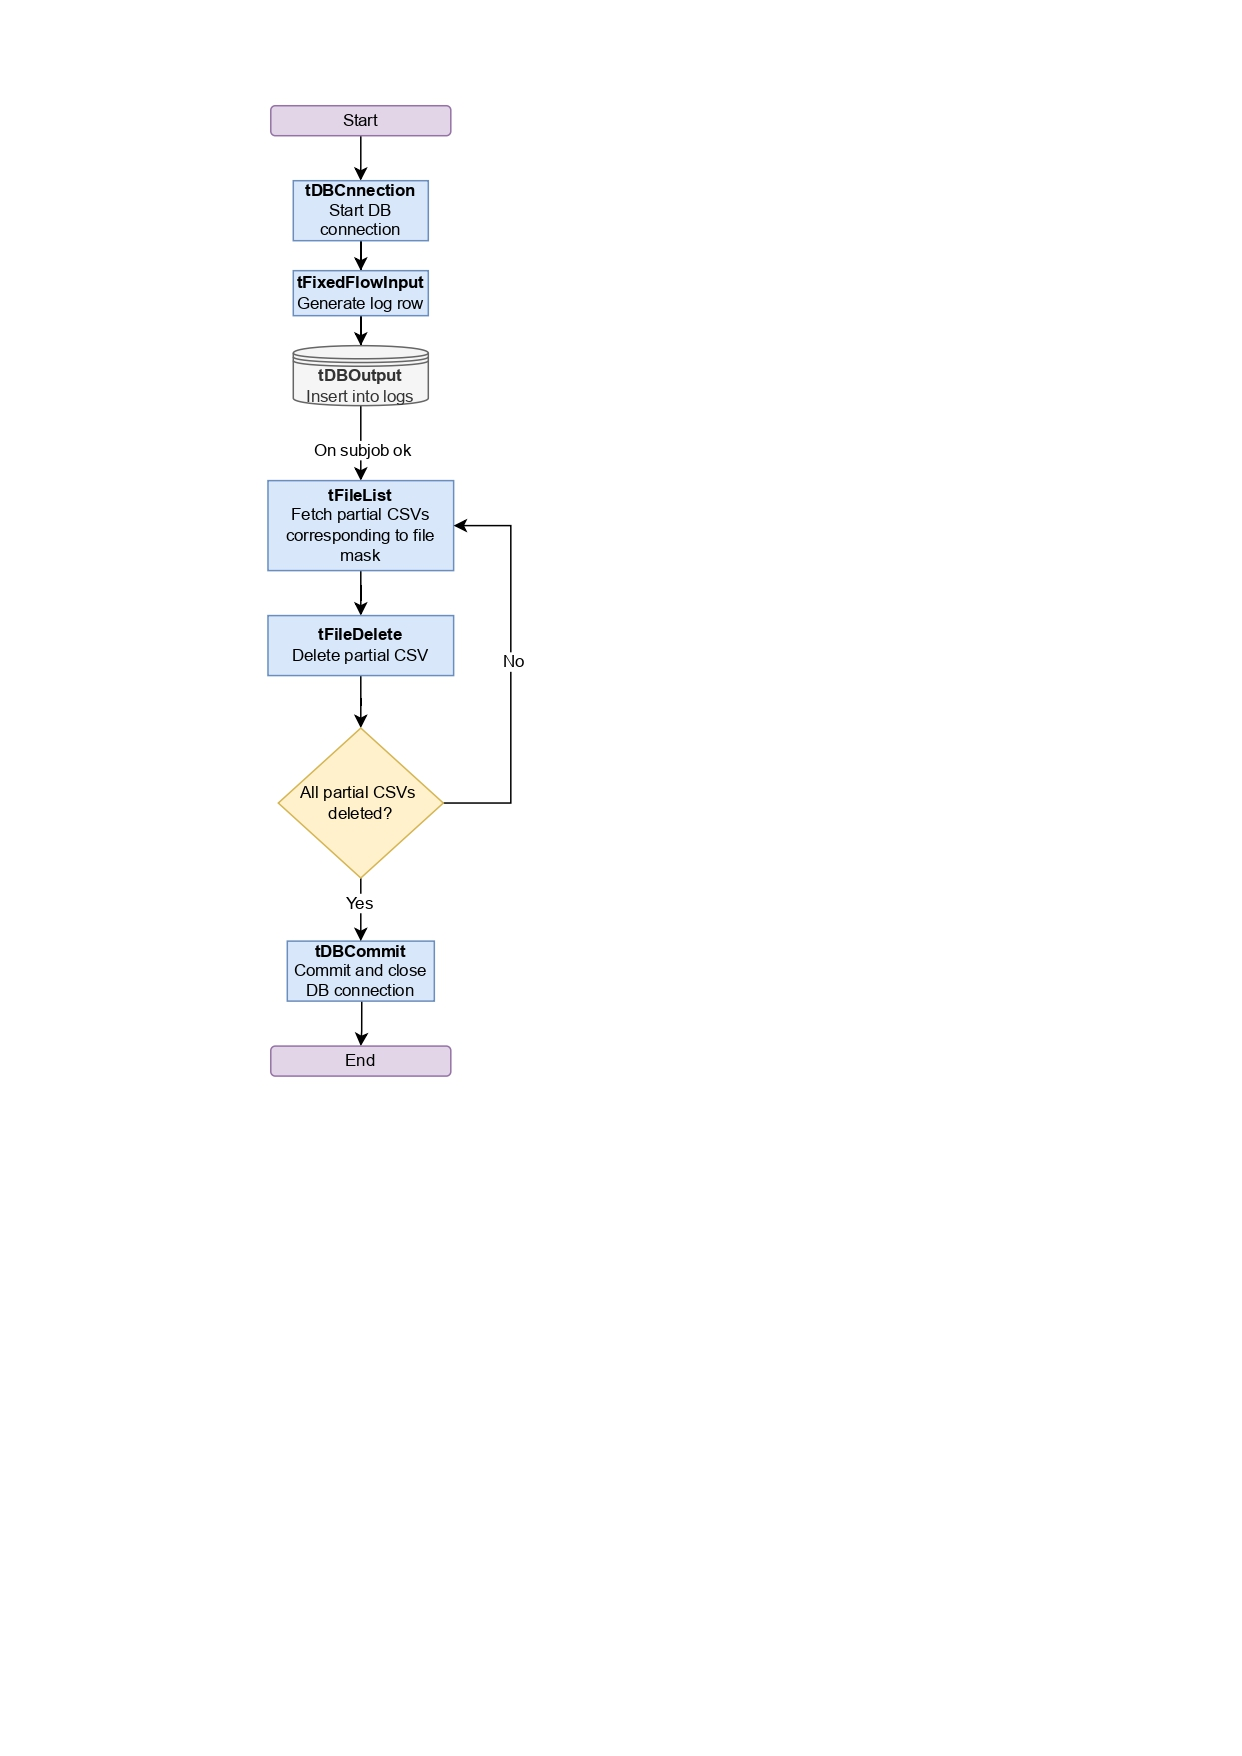 Start
tDBCnnection
Start DB
connection
tFixedFlowInput
Generate log row
tDBOutput
Insert into logs
On subjob ok
tFileList
Fetch partial CSVs
corresponding to file
mask
tFileDelete
Delete partial CSV
No
All partial CSVs
deleted?
Yes
tDBCommit
Commit and close
DB connection
End